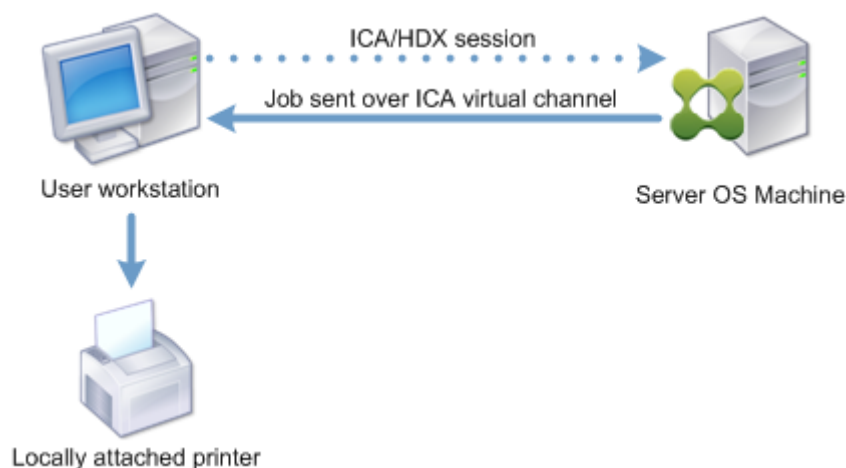 ICA/HDX session
Job sent over ICA virtual channel
User workstation
Server OS Machine
Locally attached printer